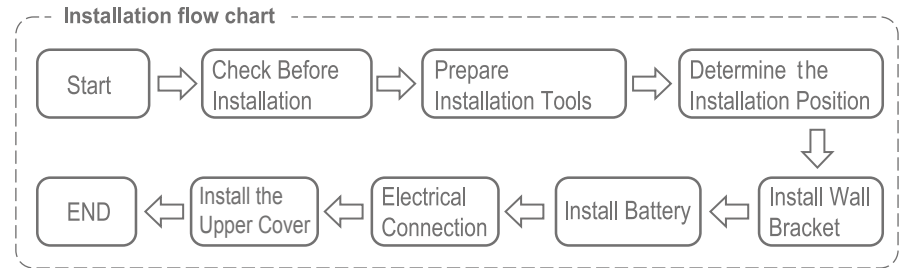 Installation flow chart
Start
Check Before
Installation
Prepare
Installation Tools
Determine the
Installation Position
Install Wall
Bracket
Install Battery
Electrical
Connection
Install the
Upper Cover
END